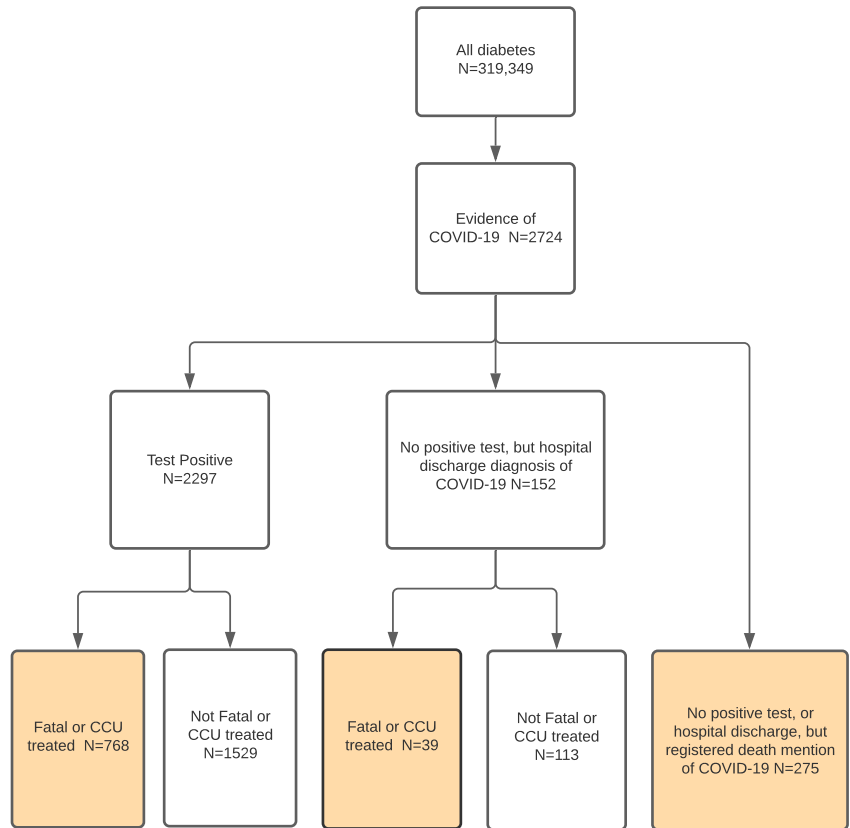 All diabetes
N=319,349
Evidence of
COVID-19  N=2724
Test Positive
N=2297
No positive test, but hospital
discharge diagnosis of
COVID-19 N=152
Fatal or CCU
treated  N=768
Not Fatal or
CCU treated
N=1529
Fatal or CCU
treated  N=39
Not Fatal or
CCU treated
N=113
No positive test, or
hospital discharge, but
registered death mention
of COVID-19 N=275